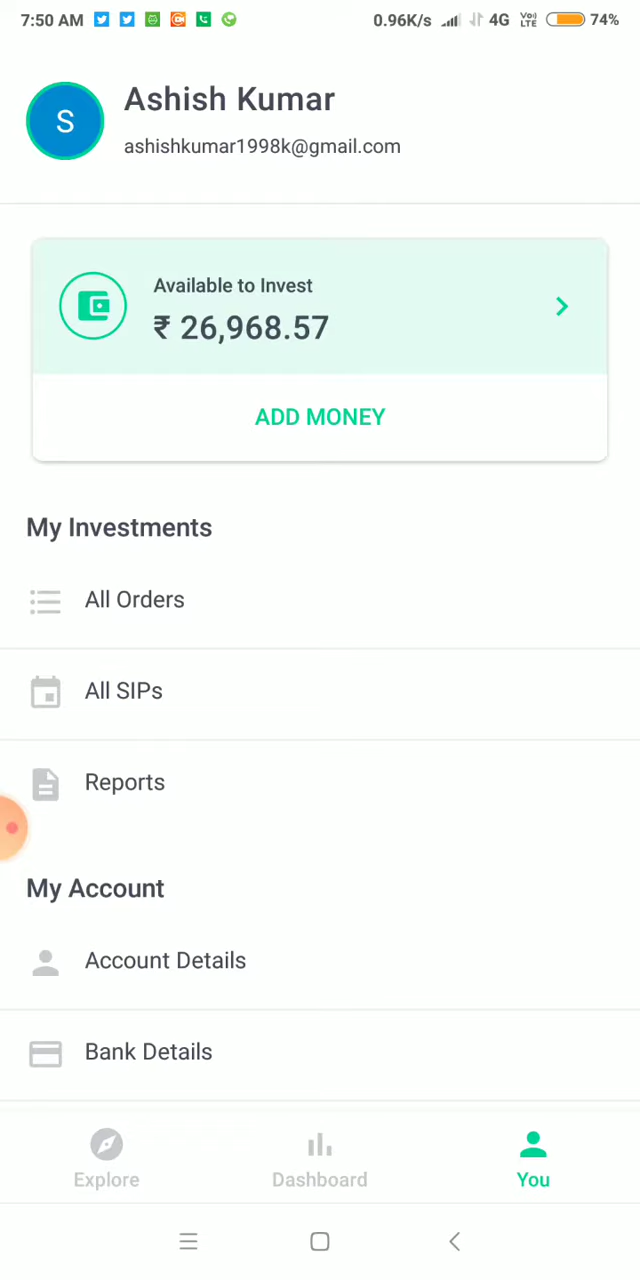 7:50 AM 0.96K/s 4G VoLTE 74%
S
Ashish Kumar
ashishkumar1998k@gmail.com
Available to Invest
₹ 26,968.57
ADD MONEY
My Investments
All Orders
All SIPs
Reports
My Account
Account Details
Bank Details
Explore Dashboard You